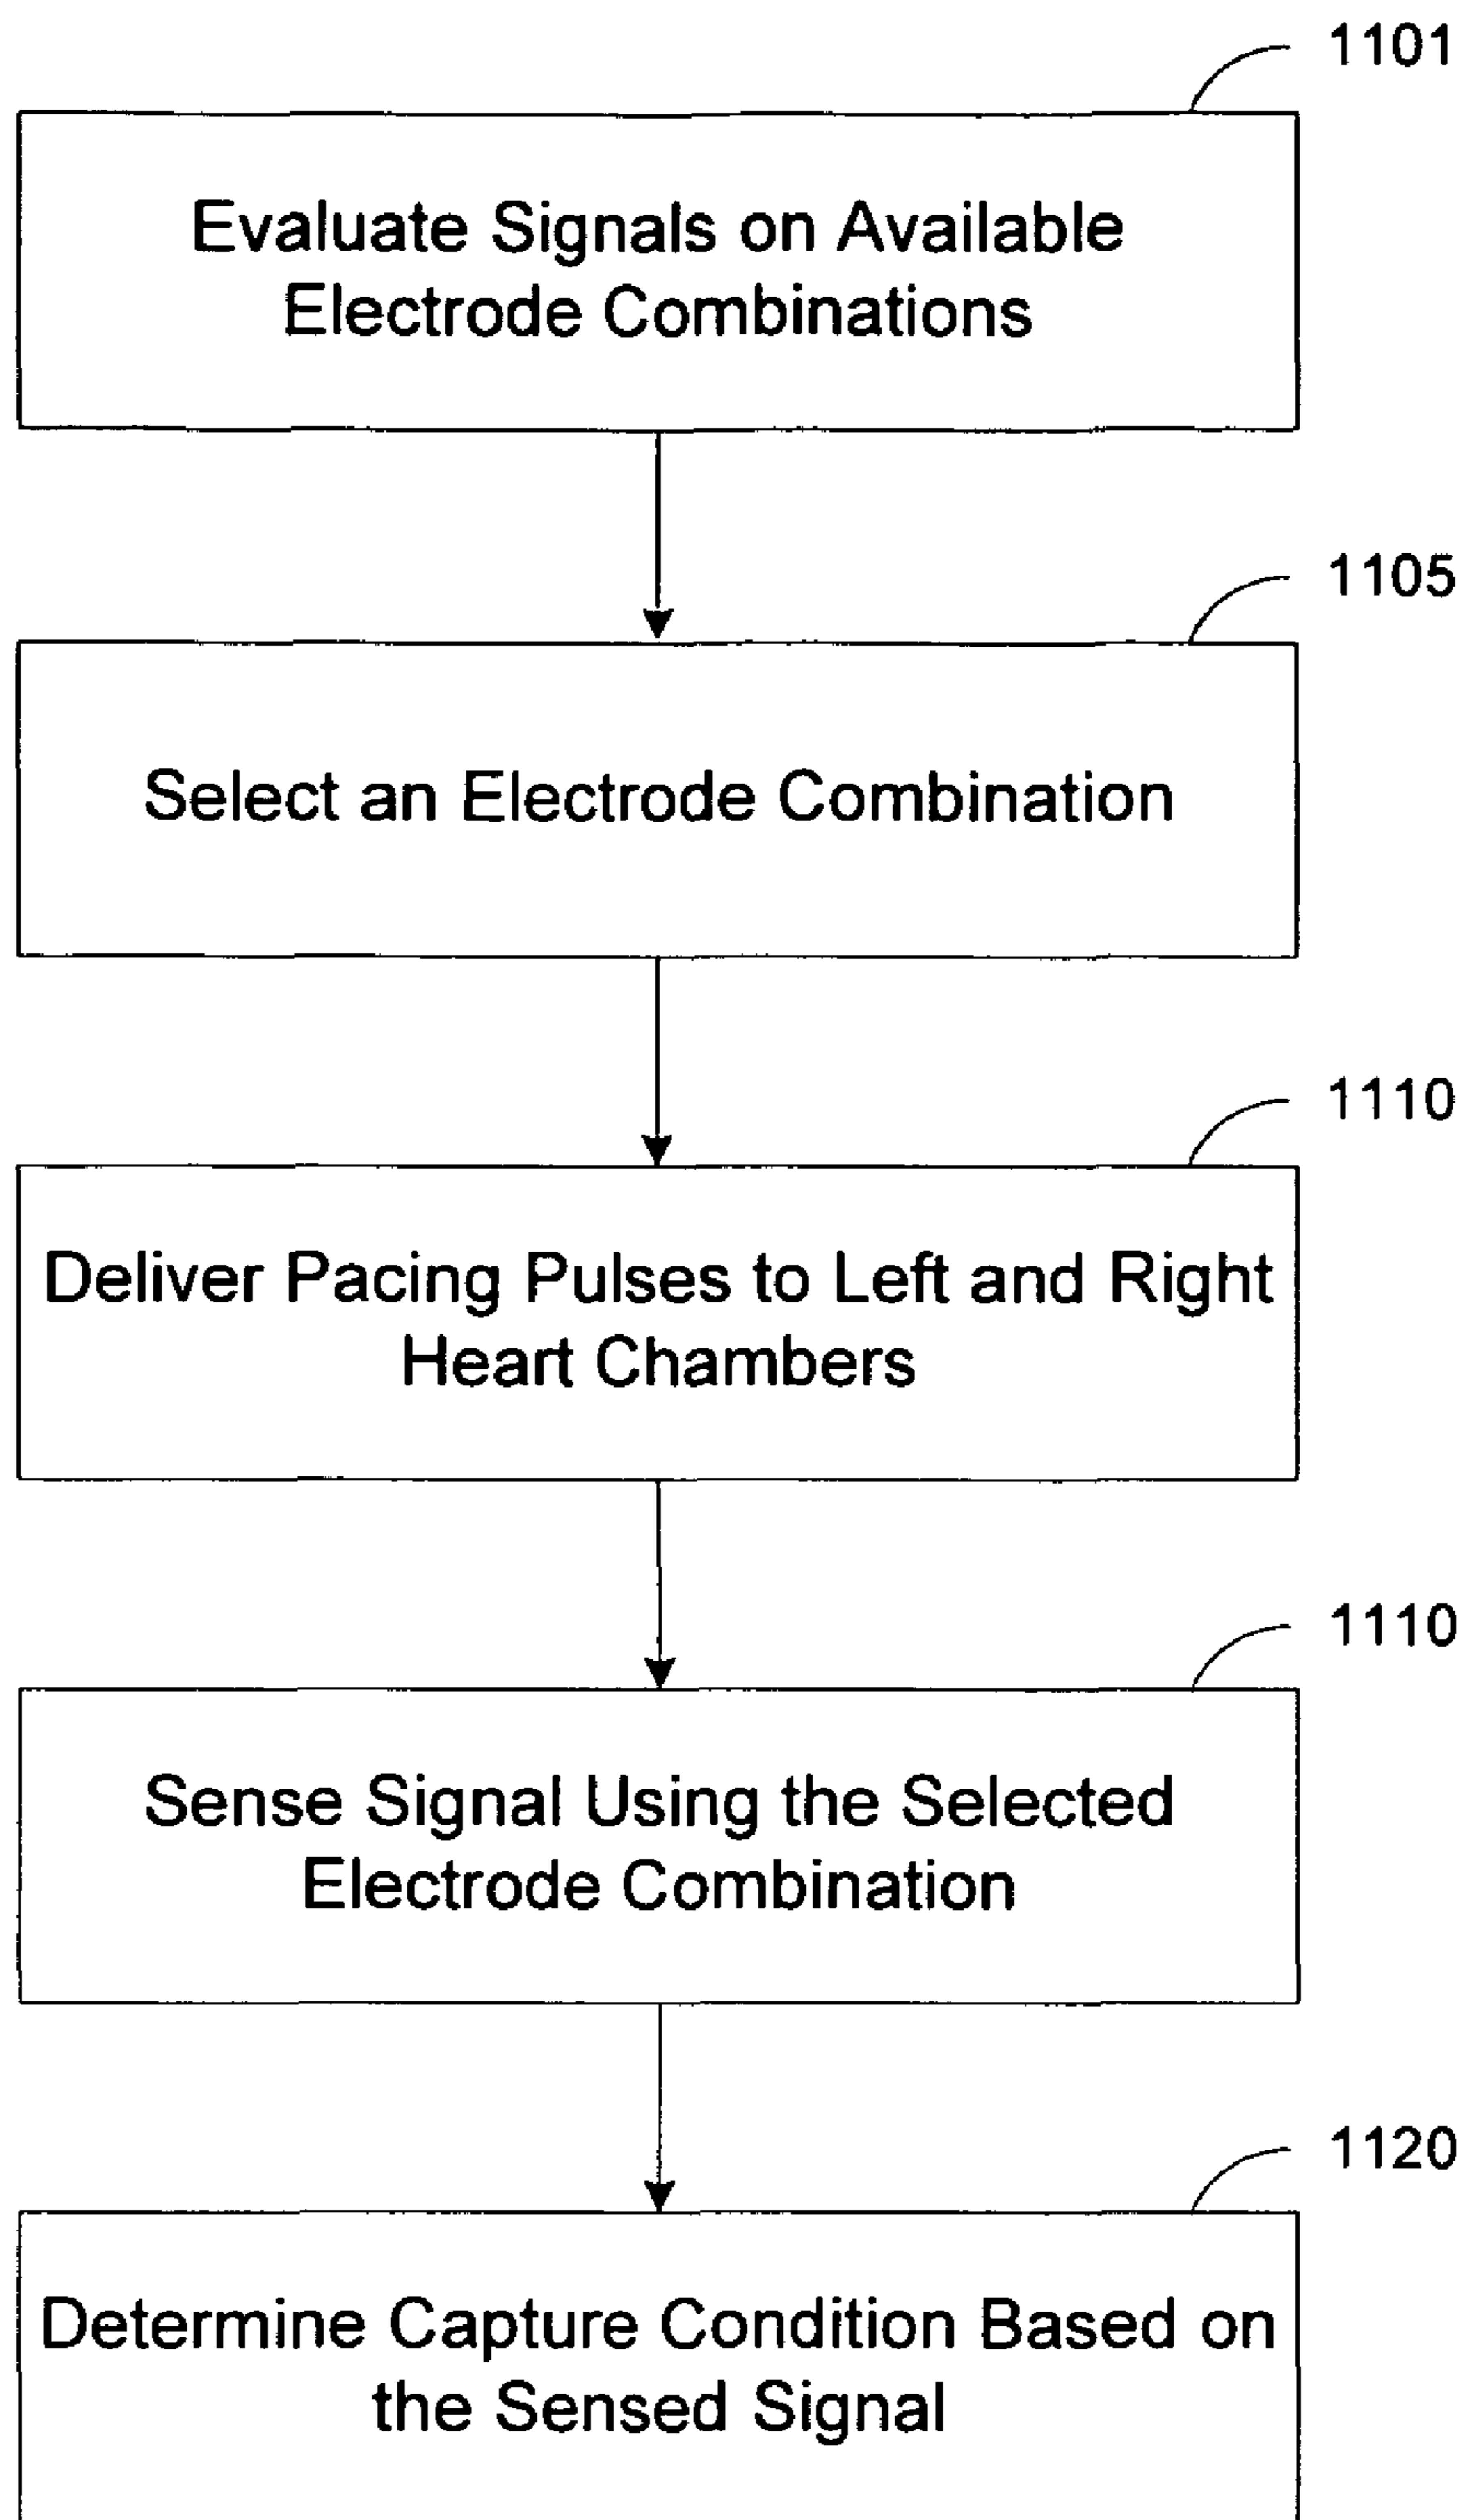 1101
Evaluate Signals on Available
Electrode Combinations
1105
Select an Electrode Combination
1110
Deliver Pacing Pulses to Left and Right
Heart Chambers
1110
Sense Signal Using the Selected
Electrode Combination
1120
Determine Capture Condition Based on
the Sensed Signal